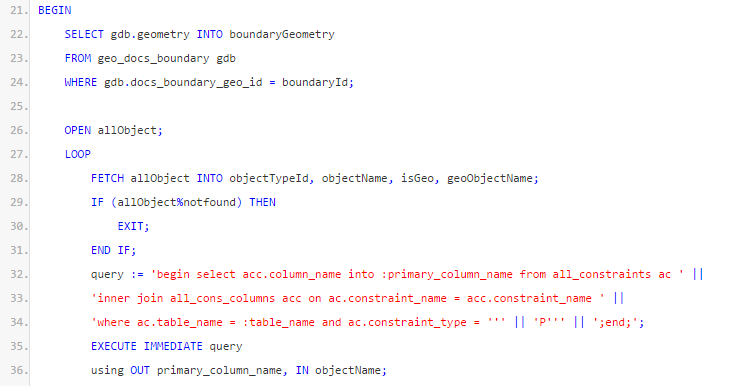 21. BEGIN
22. SELECT gdb.geometry INTO boundaryGeometry
23. FROM geo_docs_boundary gdb
24. WHERE gdb.docs_boundary_geo_id = boundaryId;
25.
26. OPEN allObject;
27. LOOP
28. FETCH allObject INTO objectTypeId, objectName, isGeo, geoObjectName;
29. IF (allObject%notfound) THEN
30. EXIT;
31. END IF;
32. query := 'begin select acc.column_name into :primary_column_name from all_constraints ac ' ||
33. 'inner join all_cons_columns acc on ac.constraint_name = acc.constraint_name ' ||
34. 'where ac.table_name = :table_name and ac.constraint_type = ''' || 'P''' || ';end;';
35. EXECUTE IMMEDIATE query
36. using OUT primary_column_name, IN objectName;